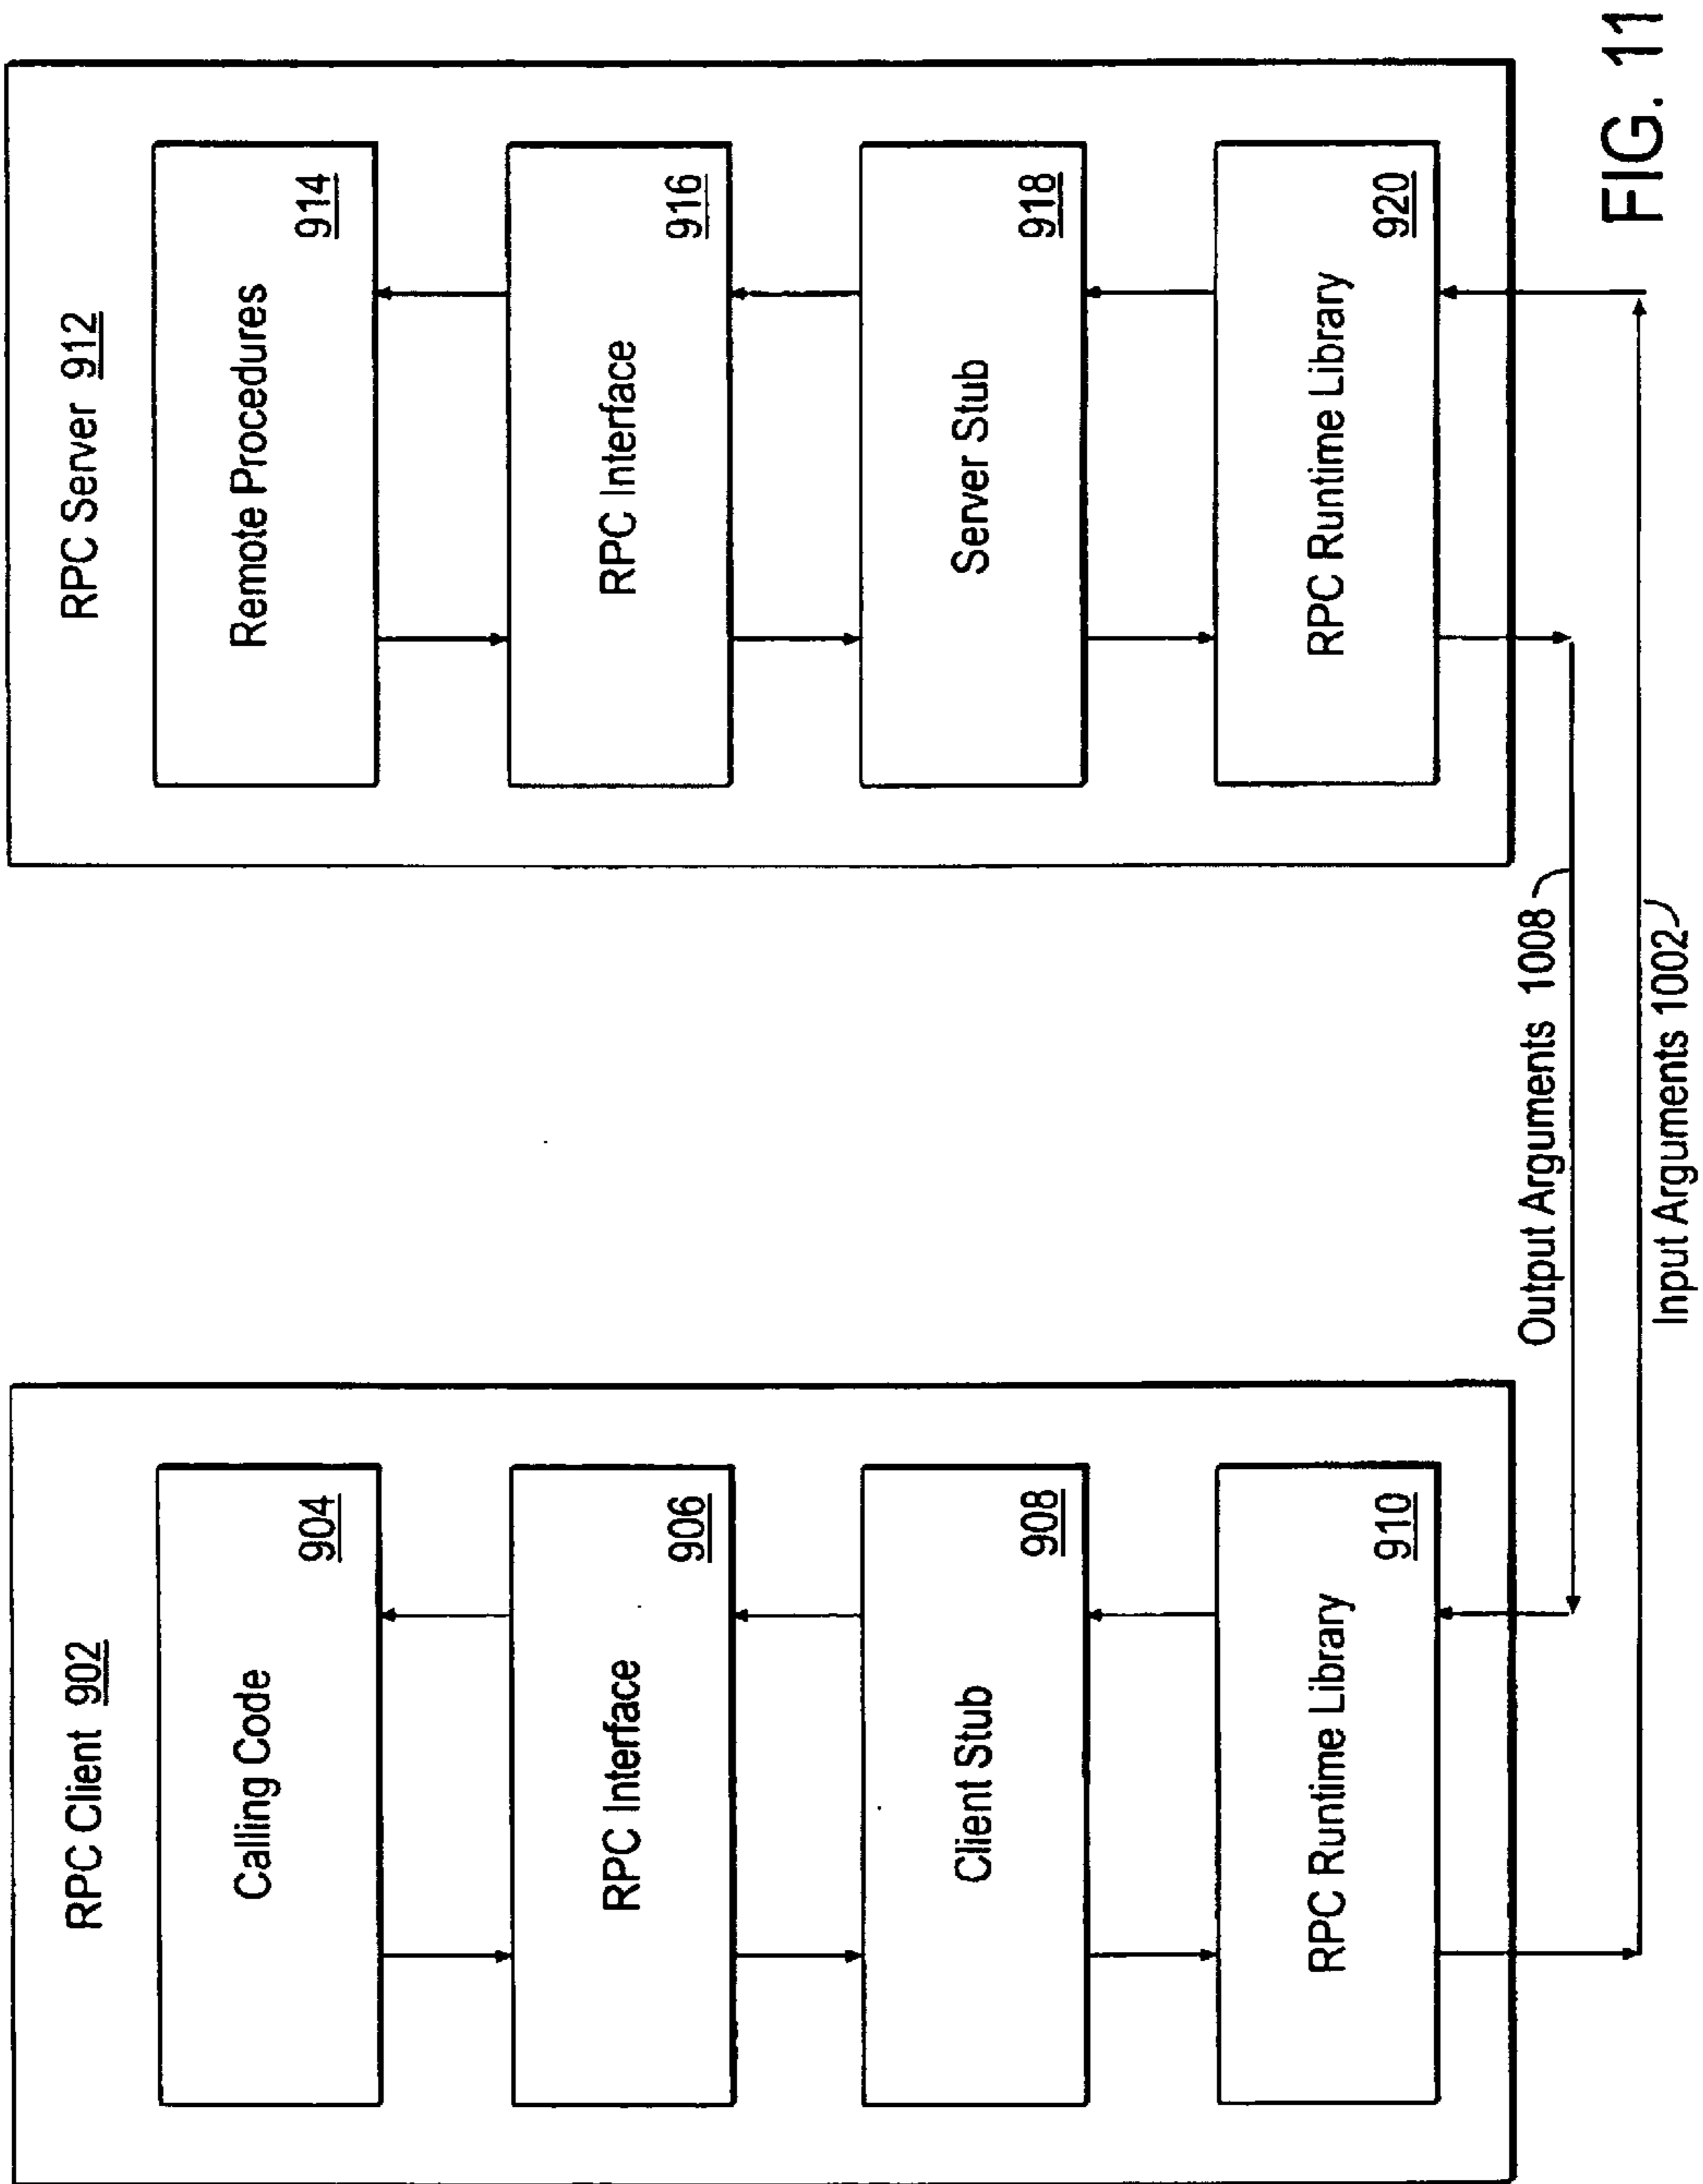 RPC Client 902
Calling Code
904
RPC Interface
906
Client Stub
908
RPC Runtime Library
910
RPC Server 912
Remote Procedures
914
RPC Interface
916
Server Stub
918
RPC Runtime Library
920
Output Arguments 1008
Input Arguments 1002
FIG. 11